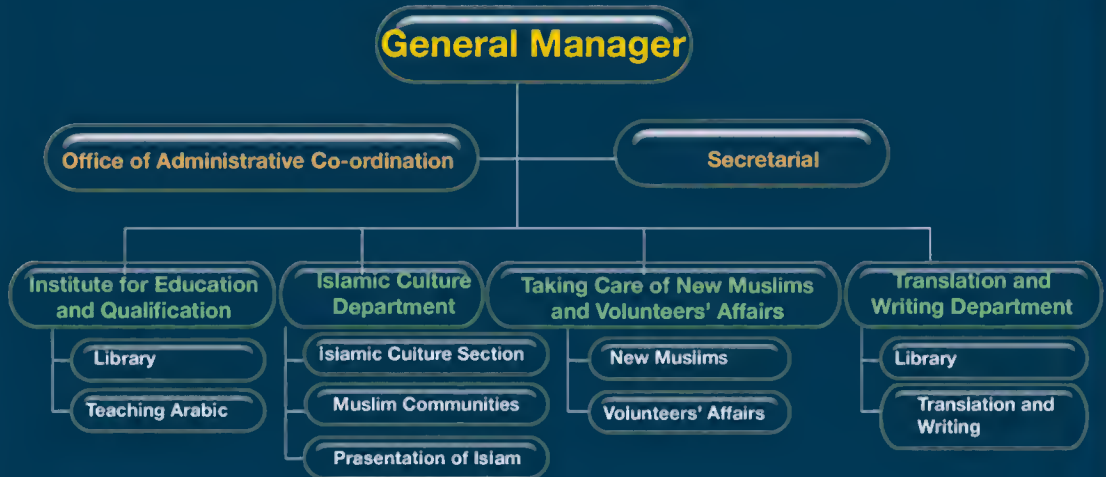 General Manager
Office of Administrative Co-ordination
Secretarial
Institute for Education
and Qualification
Library
Teaching Arabic
Islamic Culture
Department
Islamic Culture Section
Muslim Communities
Prasentation of Islam
Taking Care of New Muslims
and Volunteers' Affairs
New Musiims
Volunteers' Affairs
Translation and
Writing Department
Library
Translation and
Writing